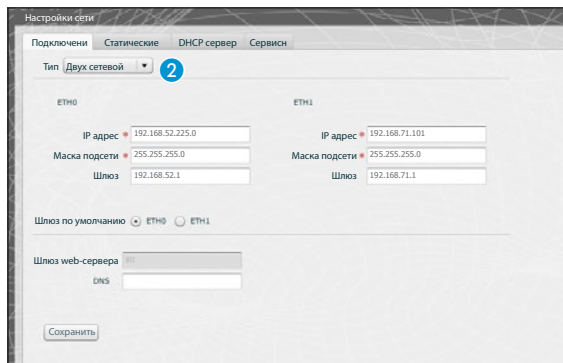 Настройки сети
Подключени Статические DHCP сервер Сервисн
Тип Двух сетевой 2
ETH0 ETH1
IP адрес * 192.168.52.225.0 IP адрес * 192.168.71.101
Маска подсети * 255.255.255.0 Маска подсети * 255.255.255.0
Шлюз 192.168.52.1 Шлюз 192.168.71.1
Шлюз по умолчанию ETH0 ETH1
Шлюз web-сервера 80
DNS
Сохранить